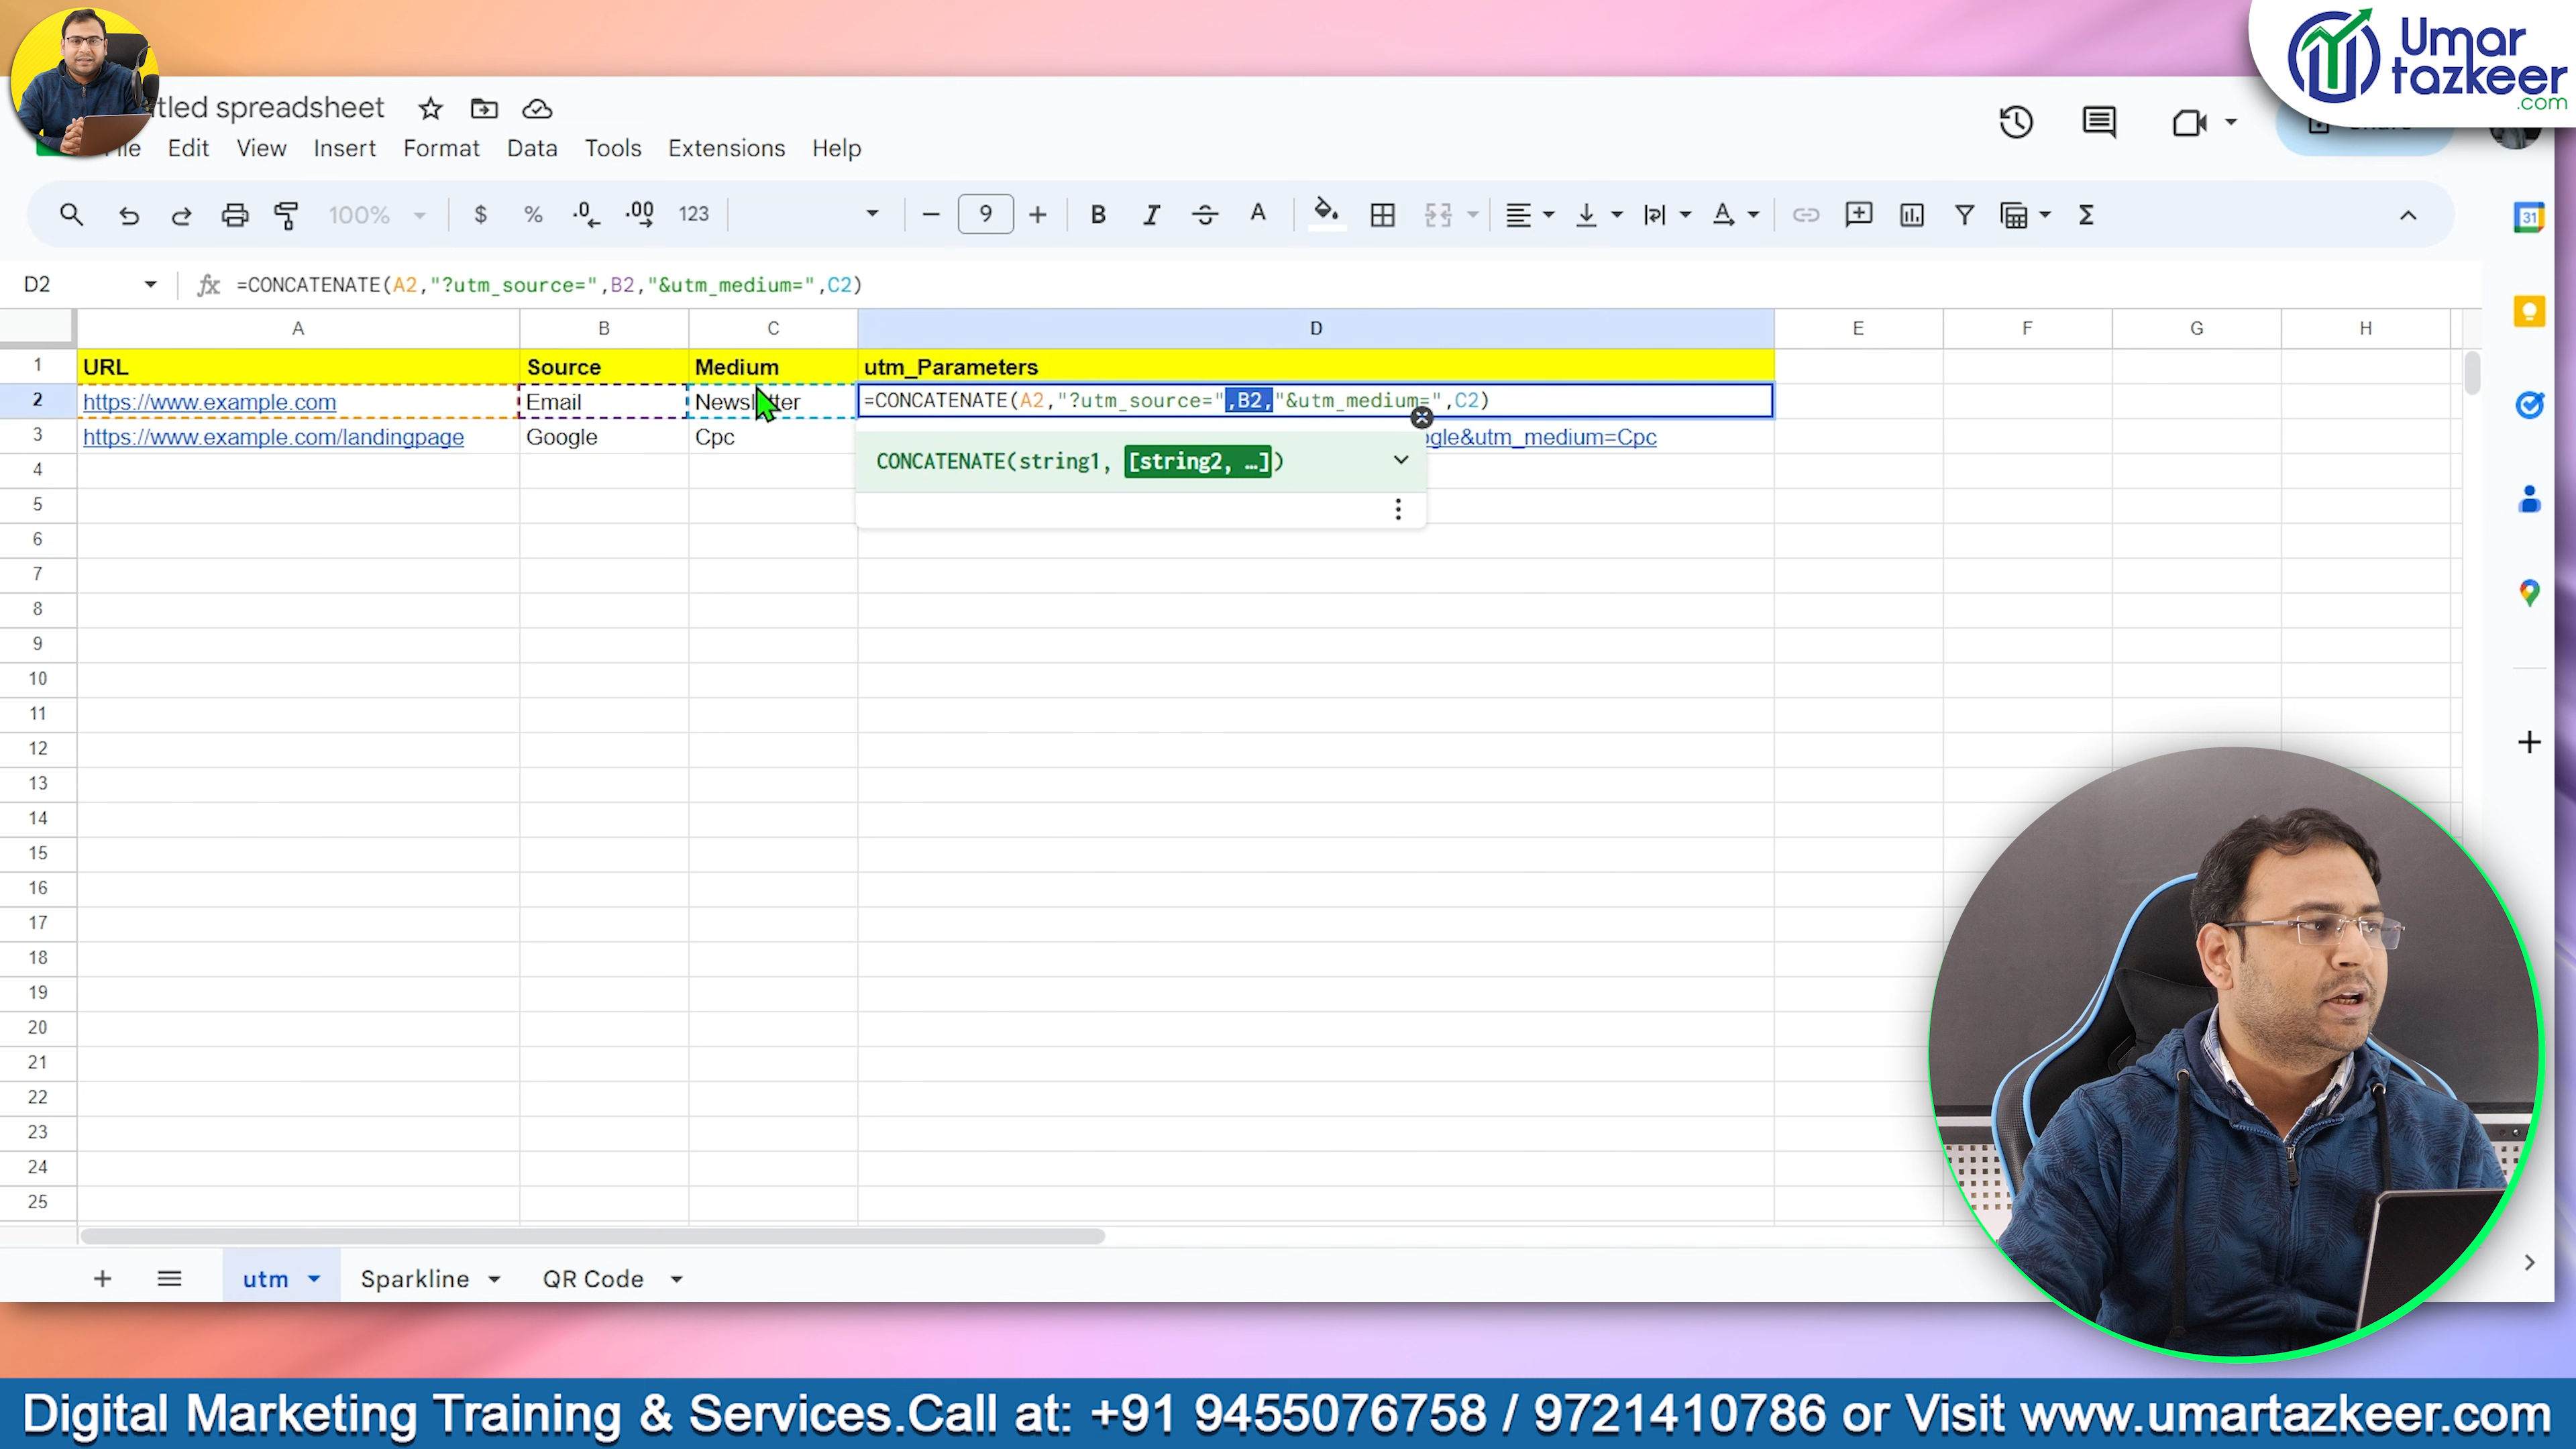 Umar
tazkeer
.com
tled spreadsheet
File Edit View Insert Format Data Tools Extensions Help
100% $ % .0 .00 123 9 B I A Σ
31
D2 fx =CONCATENATE(A2,"?utm_source=",B2,"&utm_medium=",C2)
A B C D E F G H
1 URL Source Medium utm_Parameters
2 https://www.example.com Email Newsletter =CONCATENATE(A2,"?utm_source=",B2,"&utm_medium=",C2)
3 https://www.example.com/landingpage Google Cpc ogle&utm_medium=Cpc
CONCATENATE(string1, [string2, …])
4
5
6
7
8
9
10
11
12
13
14
15
16
17
18
19
20
21
22
23
24
25
utm Sparkline QR Code
Digital Marketing Training & Services.Call at: +91 9455076758 / 9721410786 or Visit www.umartazkeer.com